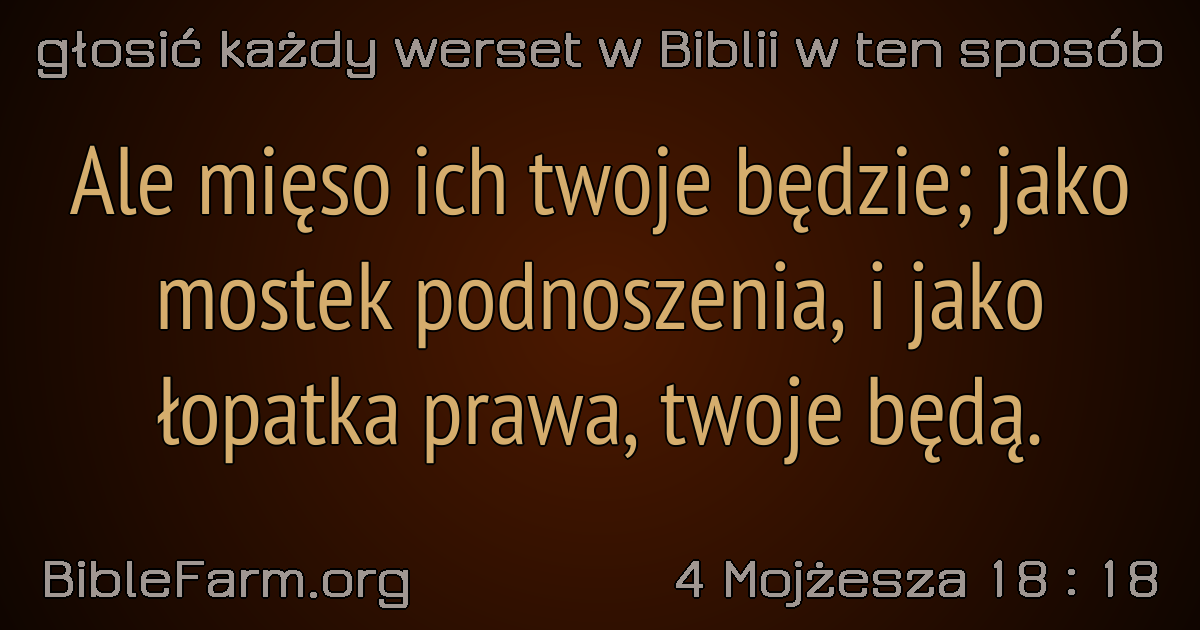 głosić każdy werset w Biblii w ten sposób
Ale mięso ich twoje będzie; jako
mostek podnoszenia, i jako
łopatka prawa, twoje będą.
BibleFarm.org
4 Mojżesza 18 : 18